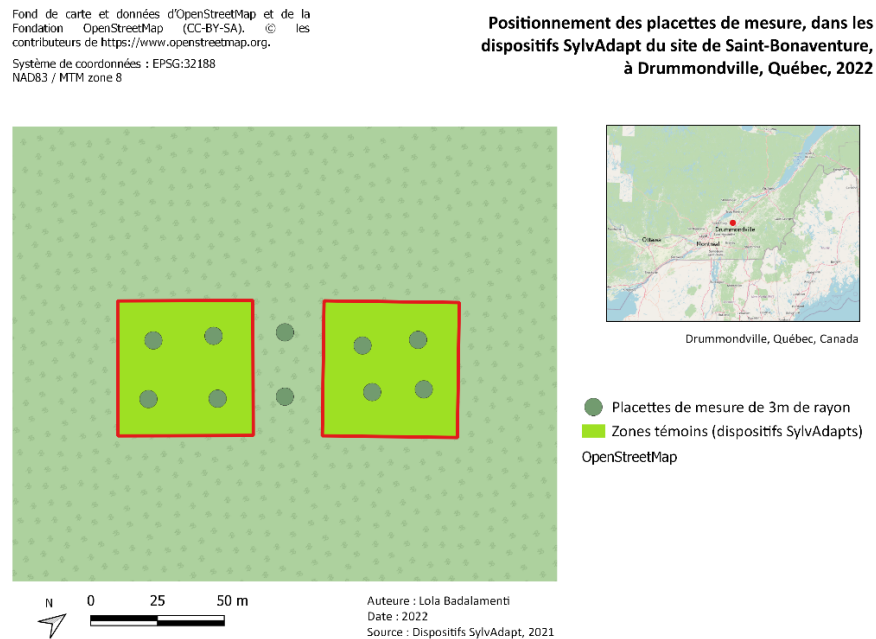 Fond de carte et données d'OpenStreetMap et de la
Fondation OpenStreetMap (CC-BY-SA). © les
contributeurs de https://www.openstreetmap.org.
Système de coordonnées : EPSG:32188
NAD83 / MTM zone 8
Positionnement des placettes de mesure, dans les
dispositifs SylvAdapt du site de Saint-Bonaventure,
à Drummondville, Québec, 2022
Drummondville
Ottawa
Montréal
Drummondville, Québec, Canada
Placettes de mesure de 3m de rayon
Zones témoins (dispositifs SylvAdapts)
OpenStreetMap
N
0 25 50 m
Auteure : Lola Badalamenti
Date : 2022
Source : Dispositifs SylvAdapt, 2021